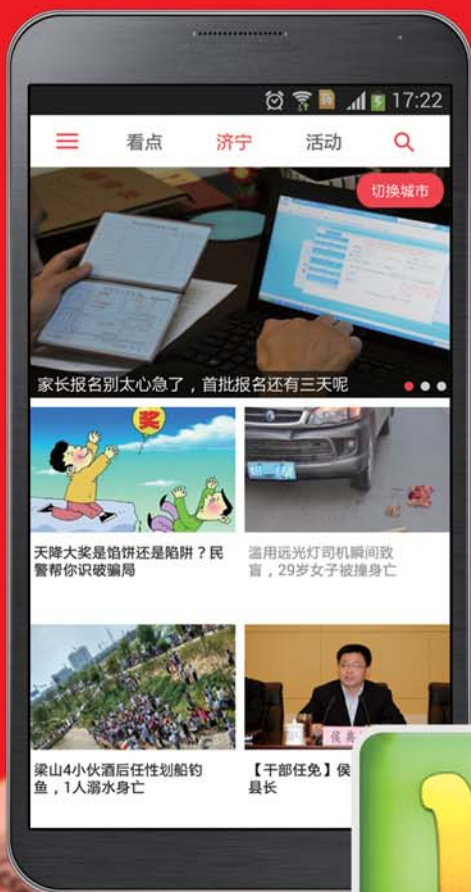 17:22
看点 济宁 活动
切换城市
家长报名别太心急了，首批报名还有三天呢
奖
天降大奖是馅饼还是陷阱？民
警帮你识破骗局
滥用远光灯司机瞬间致
盲，29岁女子被撞身亡
梁山4小伙酒后任性划船钓
鱼，1人溺水身亡
【干部任免】侯
县长